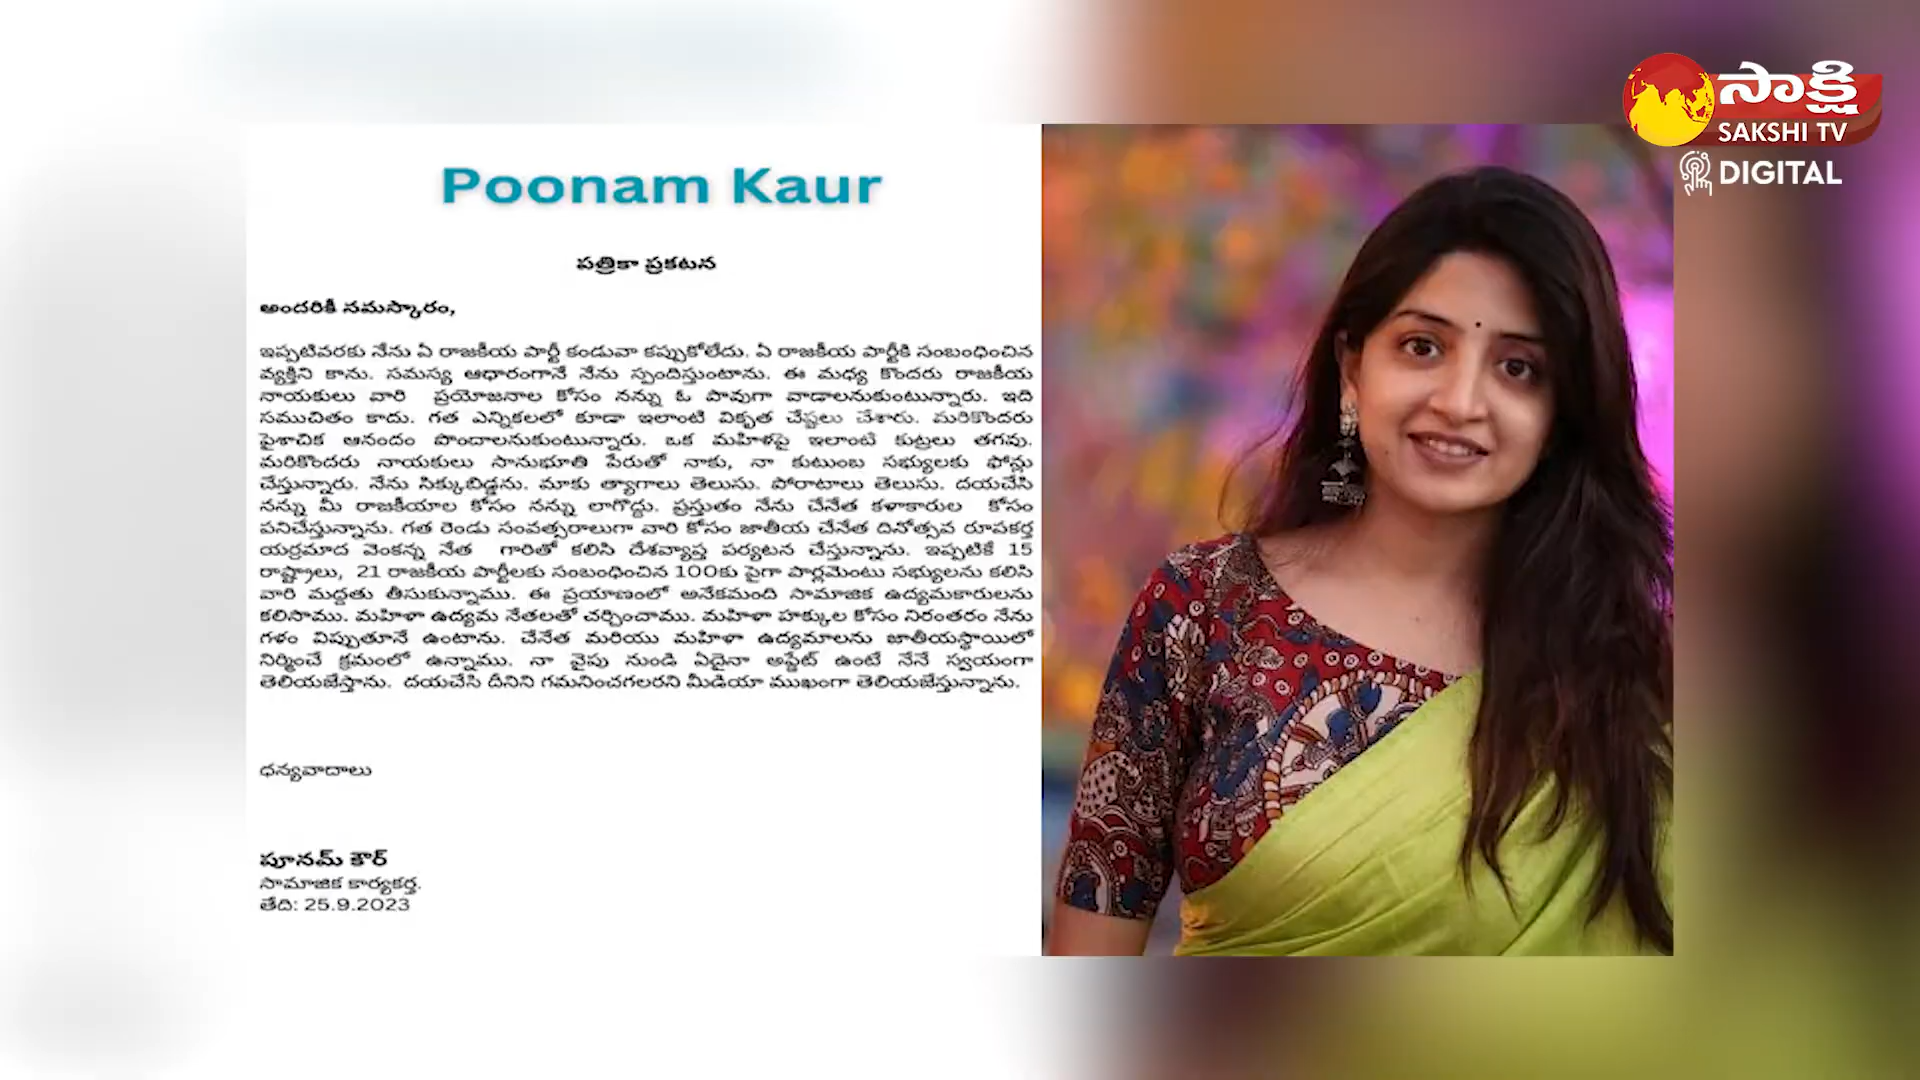 సాక్షి
SAKSHI TV
DIGITAL
Poonam Kaur
పత్రికా ప్రకటన
అందరికీ నమస్కారం,
ఇప్పటివరకు నేను ఏ రాజకీయ పార్టీ కండువా కప్పుకోలేదు. ఏ రాజకీయ పార్టీకి సంబంధించిన
వ్యక్తిని కాను. సమస్య ఆధారంగానే నేను స్పందిస్తుంటాను. ఈ మధ్య కొందరు రాజకీయ
నాయకులు వారి ప్రయోజనాల కోసం నన్ను ఓ పావుగా వాడాలనుకుంటున్నారు. ఇది
సముచితం కాదు. గత ఎన్నికలలో కూడా ఇలాంటి వికృత చేష్టలు చేశారు. మరికొందరు
పైశాచిక ఆనందం పొందాలనుకుంటున్నారు. ఒక మహిళపై ఇలాంటి కుట్రలు తగవు.
మరికొందరు నాయకులు సానుభూతి పేరుతో నాకు, నా కుటుంబ సభ్యులకు ఫోన్లు
చేస్తున్నారు. నేను సిక్కుబిడ్డను. మాకు త్యాగాలు తెలుసు. పోరాటాలు తెలుసు. దయచేసి
నన్ను మీ రాజకీయాల కోసం నన్ను లాగొద్దు. ప్రస్తుతం నేను చేనేత కళాకారుల కోసం
పనిచేస్తున్నాను. గత రెండు సంవత్సరాలుగా వారి కోసం జాతీయ చేనేత దినోత్సవ రూపకర్త
యర్రమాద వెంకన్న నేత గారితో కలిసి దేశవ్యాప్త పర్యటన చేస్తున్నాను. ఇప్పటికే 15
రాష్ట్రాలు, 21 రాజకీయ పార్టీలకు సంబంధించిన 100కు పైగా పార్లమెంటు సభ్యులను కలిసి
వారి మద్దతు తీసుకున్నాము. ఈ ప్రయాణంలో అనేకమంది సామాజిక ఉద్యమకారులను
కలిసాము. మహిళా ఉద్యమ నేతలతో చర్చించాము. మహిళా హక్కుల కోసం నిరంతరం నేను
గళం విప్పుతూనే ఉంటాను. చేనేత మరియు మహిళా ఉద్యమాలను జాతీయస్థాయిలో
నిర్మించే క్రమంలో ఉన్నాము. నా వైపు నుండి ఏదైనా అప్డేట్ ఉంటే నేనే స్వయంగా
తెలియజేస్తాను. దయచేసి దీనిని గమనించగలరని మీడియా ముఖంగా తెలియజేస్తున్నాను.
ధన్యవాదాలు
పూనమ్ కౌర్
సామాజిక కార్యకర్త.
తేది: 25.9.2023